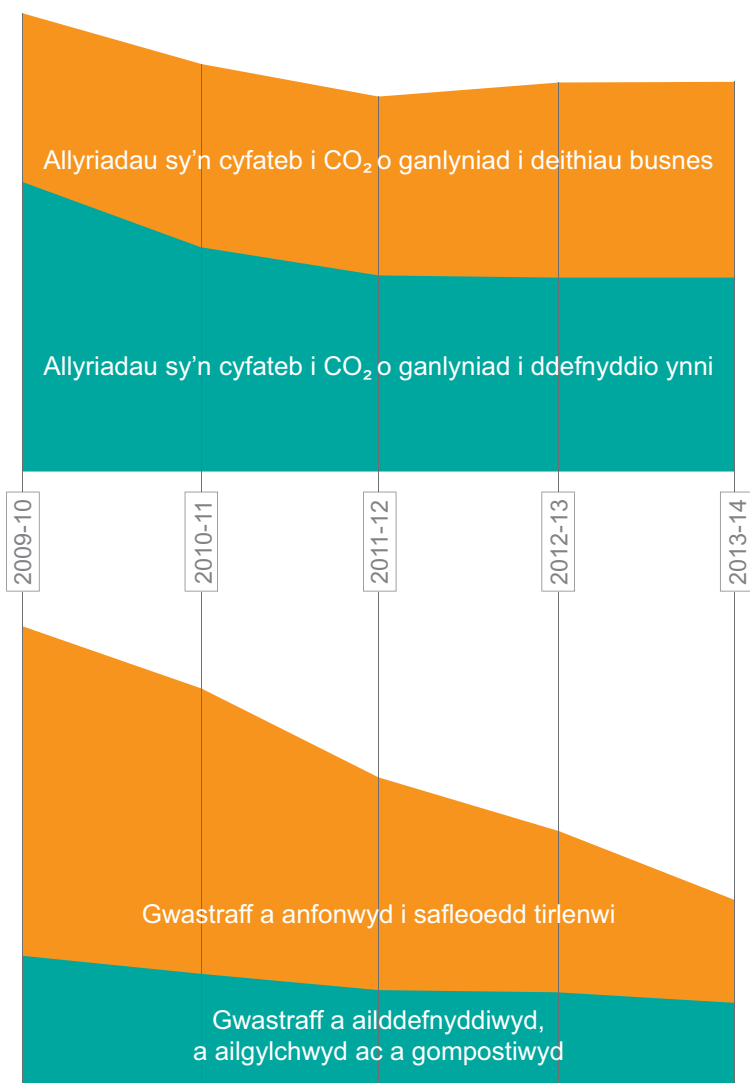 Allyriadau sy’n cyfateb i CO₂ o ganlyniad i deithiau busnes
Allyriadau sy’n cyfateb i CO₂ o ganlyniad i ddefnyddio ynni
2009-10
2010-11
2011-12
2012-13
2013-14
Gwastraff a anfonwyd i safleoedd tirlenwi
Gwastraff a ailddefnyddiwyd,
a ailgylchwyd ac a gompostiwyd